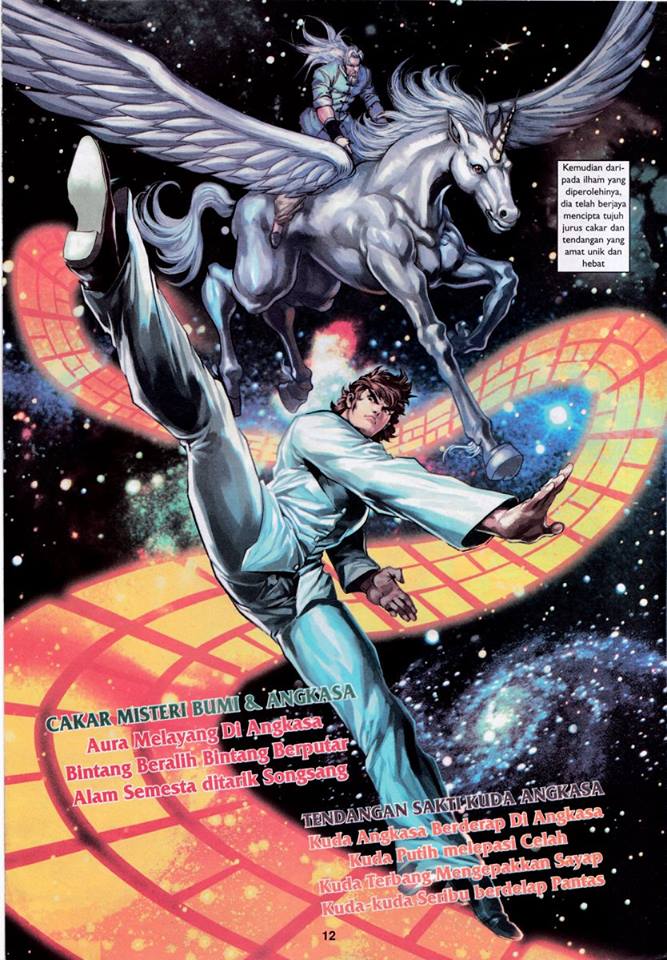 Kemudian dari-
pada ilham yang
diperolehinya,
dia telah berjaya
mencipta tujuh
jurus cakar dan
tendangan yang
amat unik dan
hebat
CAKAR MISTERI BUMI & ANGKASA
Aura Melayang Di Angkasa
Bintang Beralih Bintang Berputar
Alam Semesta ditarik Songsang
TENDANGAN SAKTI KUDA ANGKASA
Kuda Angkasa Berderap Di Angkasa
Kuda Putih melepasi Celah
Kuda Terbang Mengepakkan Sayap
Kuda-kuda Seribu berdelap Pantas
12